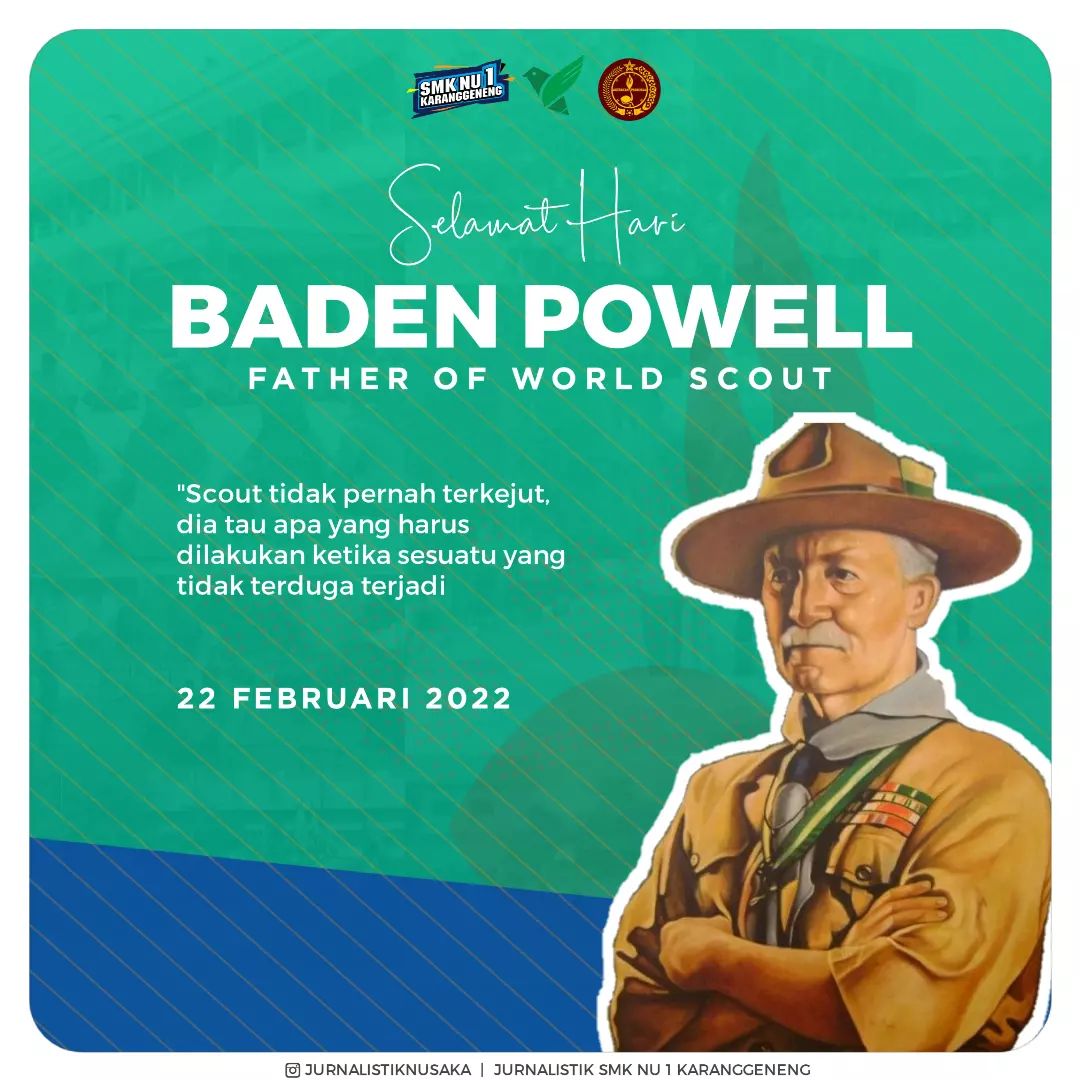 SMK NU 1
KARANGGENENG
Selamat Hari
BADEN POWELL
FATHER OF WORLD SCOUT
"Scout tidak pernah terkejut,
dia tau apa yang harus
dilakukan ketika sesuatu yang
tidak terduga terjadi
22 FEBRUARI 2022
JURNALISTIKNUSAKA | JURNALISTIK SMK NU 1 KARANGGENENG